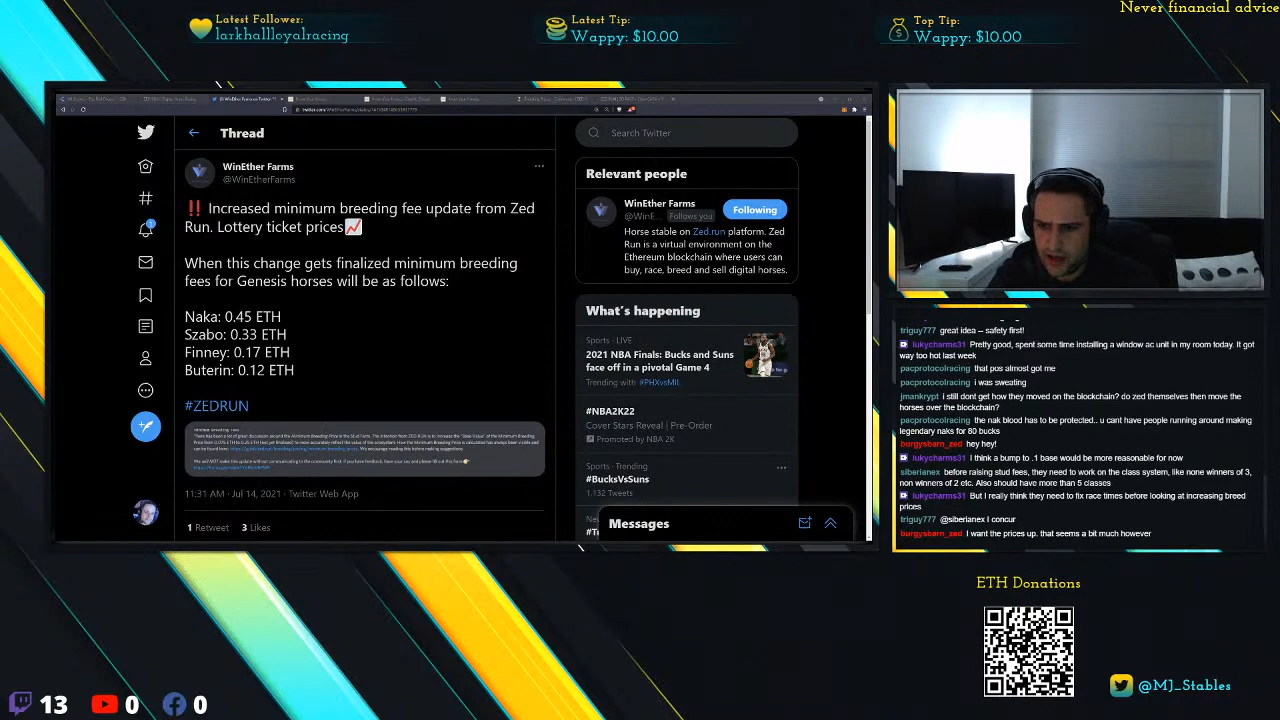 Never financial advice
Latest Follower:
larkhallloyalracing
Latest Tip:
Wappy: $10.00
Top Tip:
Wappy: $10.00
Thread
WinEther Farms
@WinEtherFarms
‼️ Increased minimum breeding fee update from Zed
Run. Lottery ticket prices📈
When this change gets finalized minimum breeding
fees for Genesis horses will be as follows:
Naka: 0.45 ETH
Szabo: 0.33 ETH
Finney: 0.17 ETH
Buterin: 0.12 ETH
#ZEDRUN
11:31 AM · Jul 14, 2021 · Twitter Web App
1 Retweet 3 Likes
Search Twitter
Relevant people
WinEther Farms
@WinE... Follows you
Following
Horse stable on Zed.run platform. Zed
Run is a virtual environment on the
Ethereum blockchain where users can
buy, race, breed and sell digital horses.
What's happening
Sports · LIVE
2021 NBA Finals: Bucks and Suns
face off in a pivotal Game 4
Trending with #PHXvsMIL
#NBA2K22
Cover Stars Reveal | Pre-Order
Promoted by NBA 2K
Sports · Trending
#BucksVsSuns
1,132 Tweets
Messages
triguy777 great idea -- safety first!
lukycharms31 Pretty good, spent some time installing a window ac unit in my room today. It got
way too hot last week
pacprotocolracing that pos almost got me
pacprotocolracing i was sweating
jmankrypt i still dont get how they moved on the blockchain? do zed themselves then move the
horses over the blockchain?
pacprotocolracing the nak blood has to be protected.. u cant have people running around making
legendary naks for 80 bucks
burgysbarn_zed hey hey!
lukycharms31 I think a bump to .1 base would be more reasonable for now
siberianex before raising stud fees, they need to work on the class system, like none winners of 3,
non winners of 2 etc. Also should have more than 5 classes
lukycharms31 But I really think they need to fix race times before looking at increasing breed
prices
triguy777 @siberianex I concur
burgysbarn_zed I want the prices up. that seems a bit much however
ETH Donations
@MJ_Stables
13
0
0